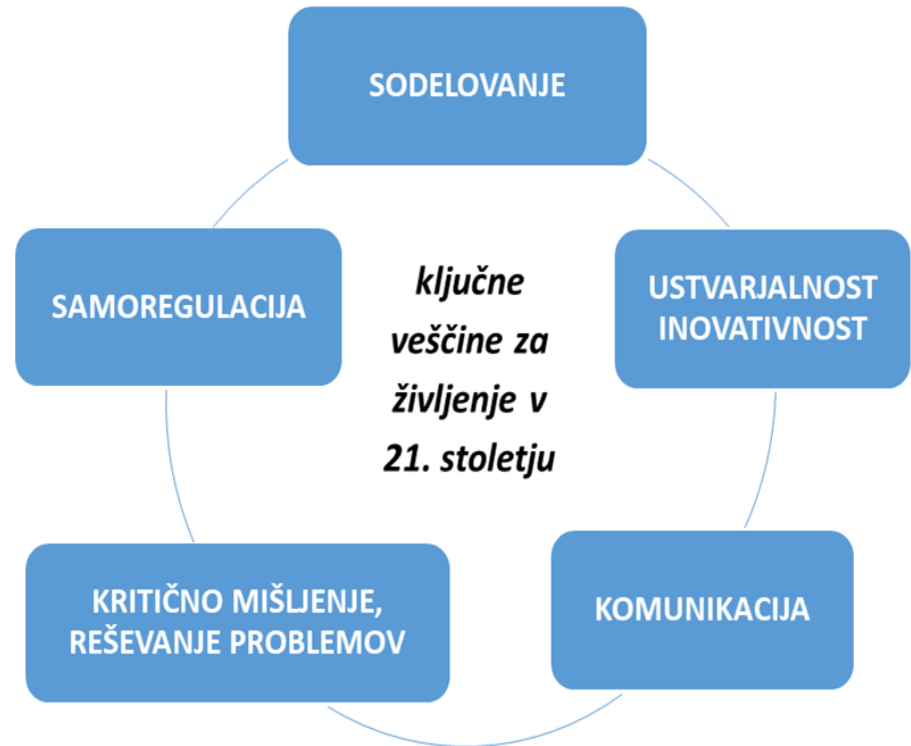 SODELOVANJE
USTVARJALNOST
INOVATIVNOST
KOMUNIKACIJA
KRITIČNO MIŠLJENJE,
REŠEVANJE PROBLEMOV
SAMOREGULACIJA
ključne
veščine za
življenje v
21. stoletju